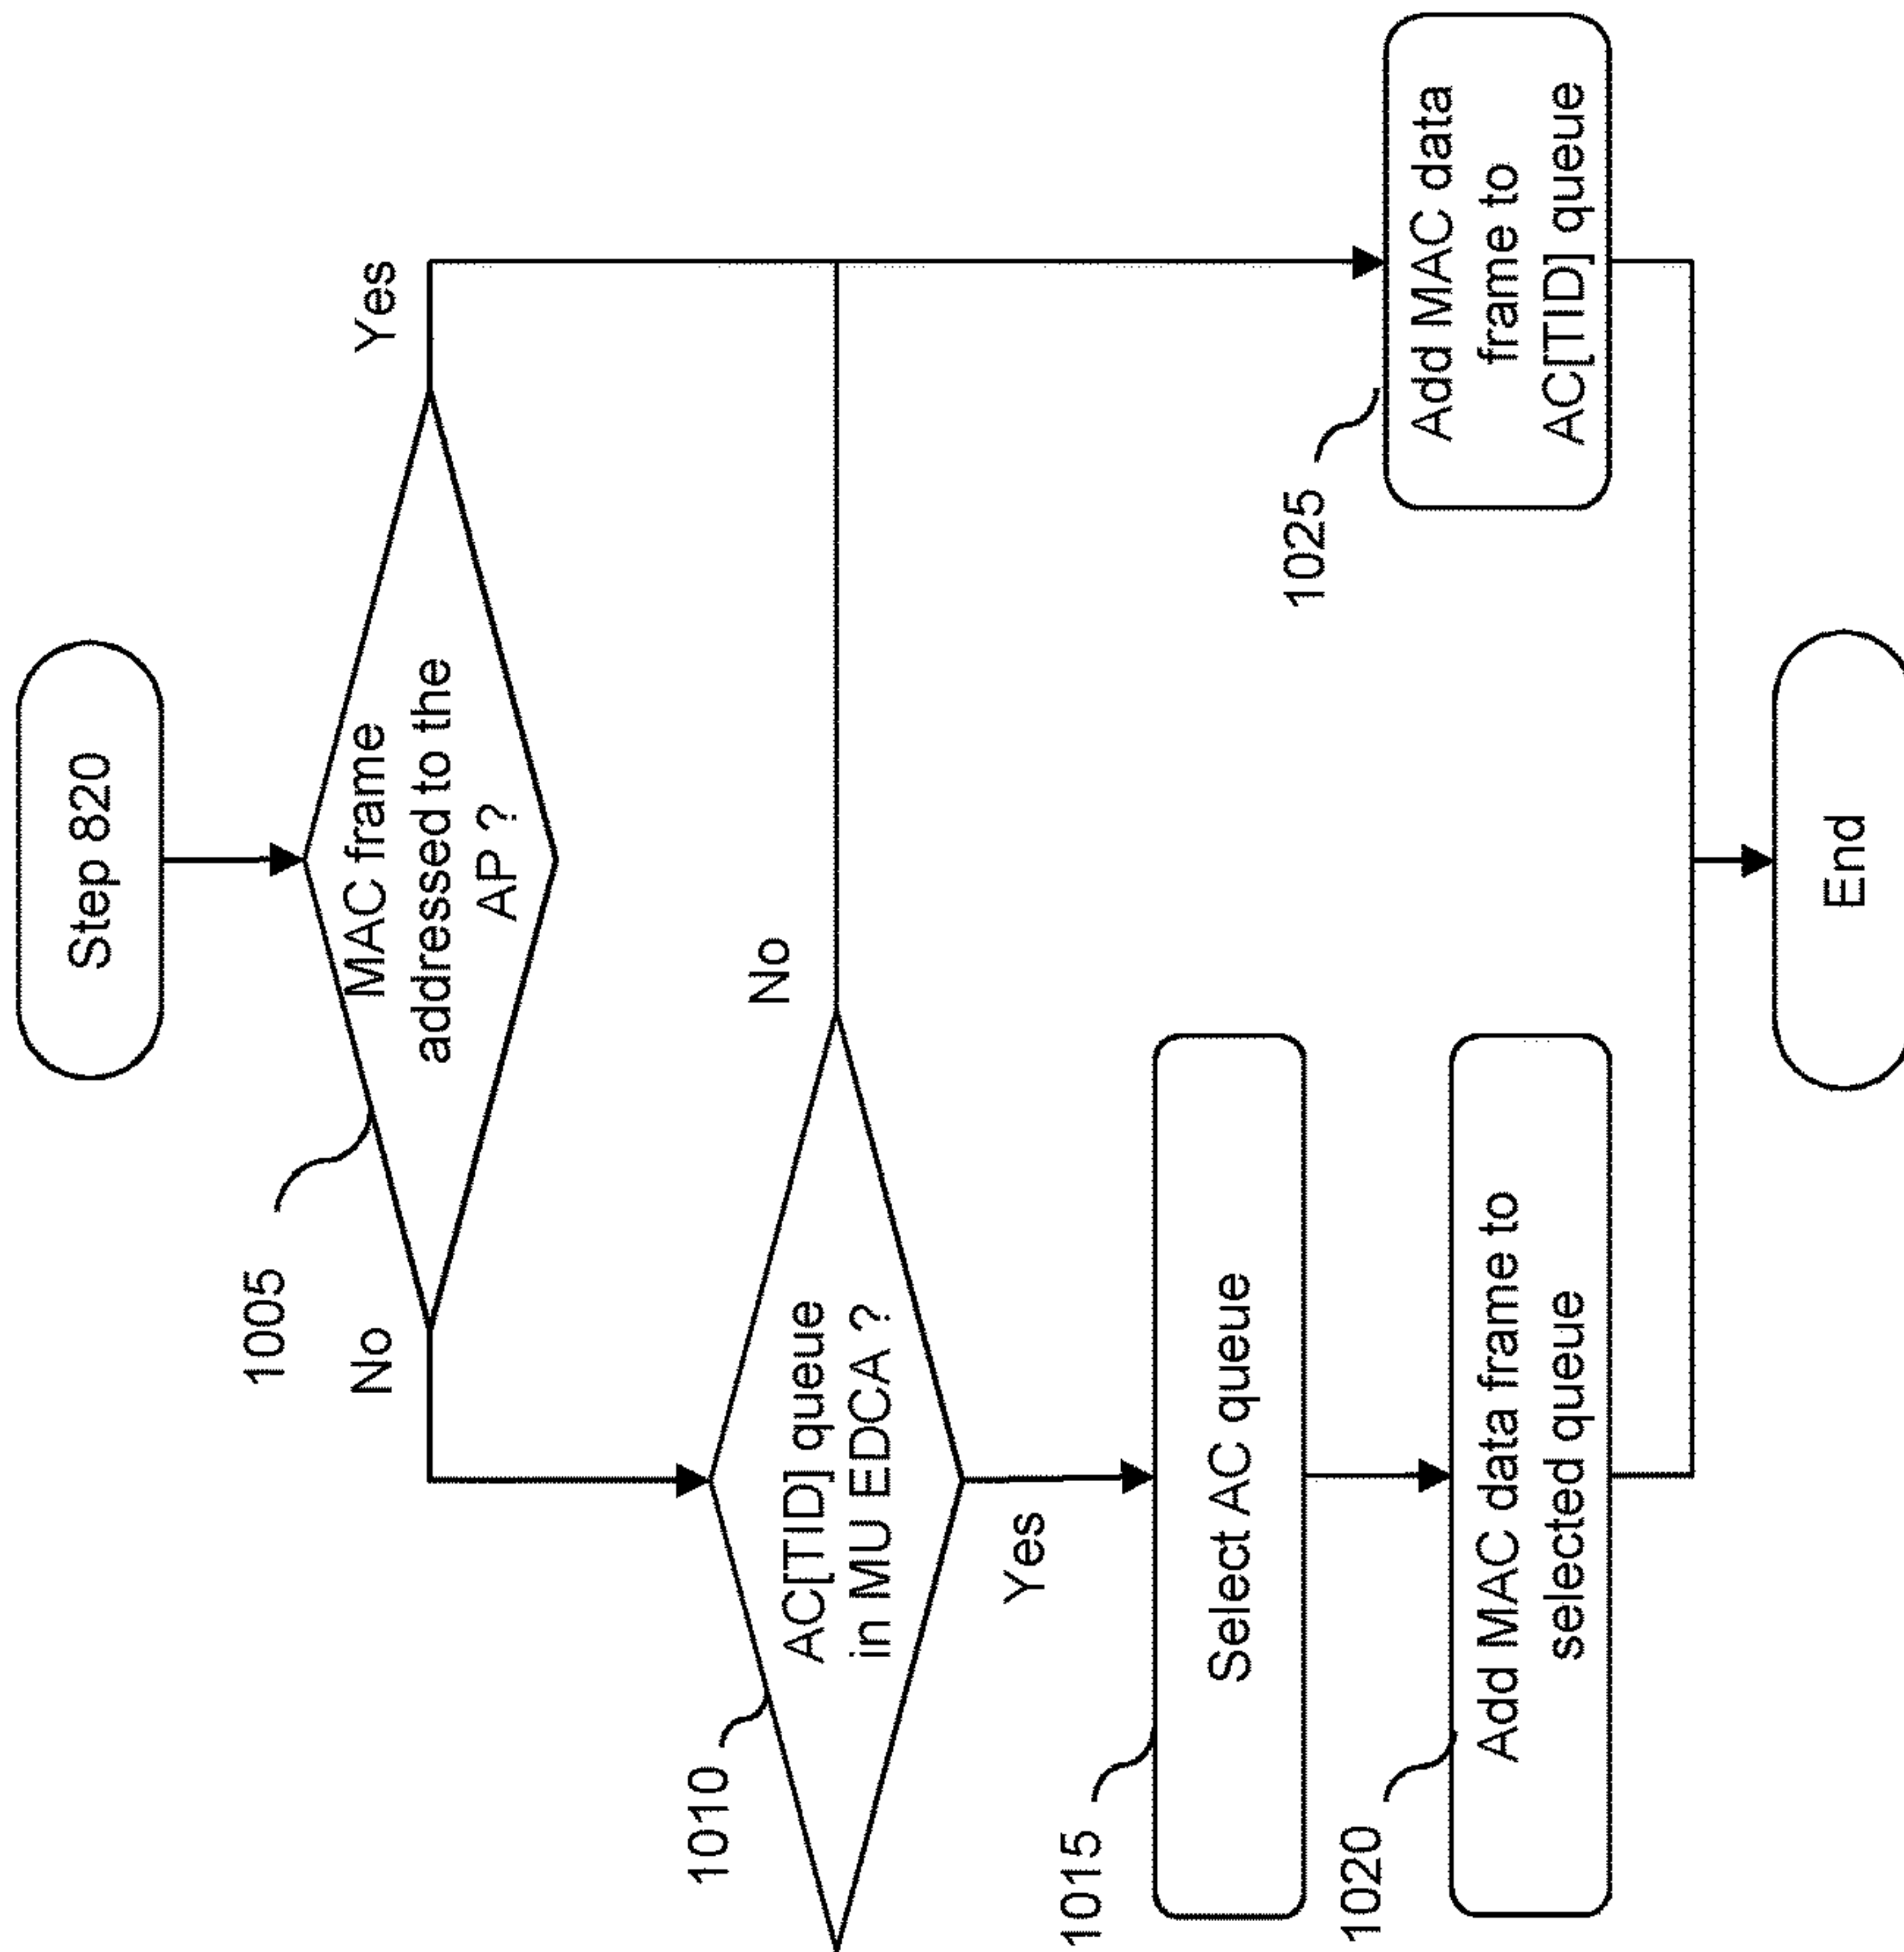 Step 820
MAC frame
addressed to the
AP ?
1005
No
Yes
AC[TID] queue
in MU EDCA ?
1010
No
Yes
1015
Select AC queue
1020
Add MAC data frame to
selected queue
1025
Add MAC data
frame to
AC[TID] queue
End